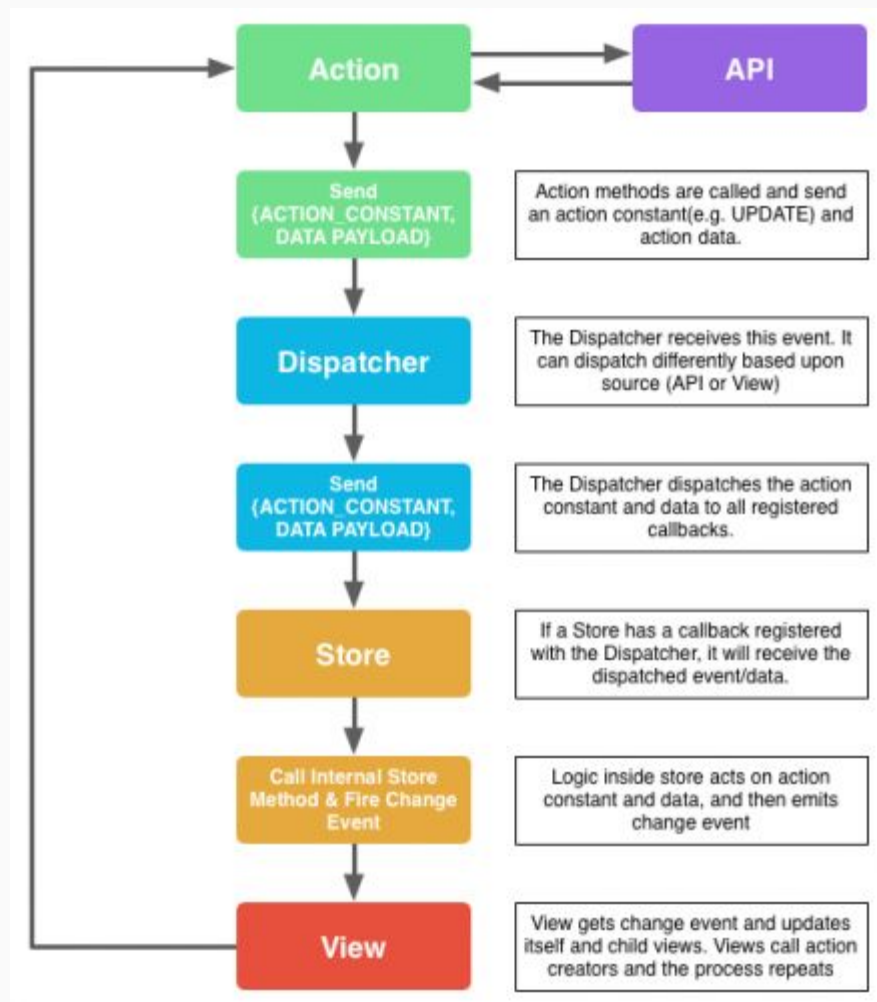 Action
API
Send
{ACTION_CONSTANT,
DATA PAYLOAD}
Action methods are called and send
an action constant(e.g. UPDATE) and
action data.
Dispatcher
The Dispatcher receives this event. It
can dispatch differently based upon
source (API or View)
Send
{ACTION_CONSTANT,
DATA PAYLOAD}
The Dispatcher dispatches the action
constant and data to all registered
callbacks.
Store
If a Store has a callback registered
with the Dispatcher, it will receive the
dispatched event/data.
Call Internal Store
Method & Fire Change
Event
Logic inside store acts on action
constant and data, and then emits
change event
View
View gets change event and updates
itself and child views. Views call action
creators and the process repeats